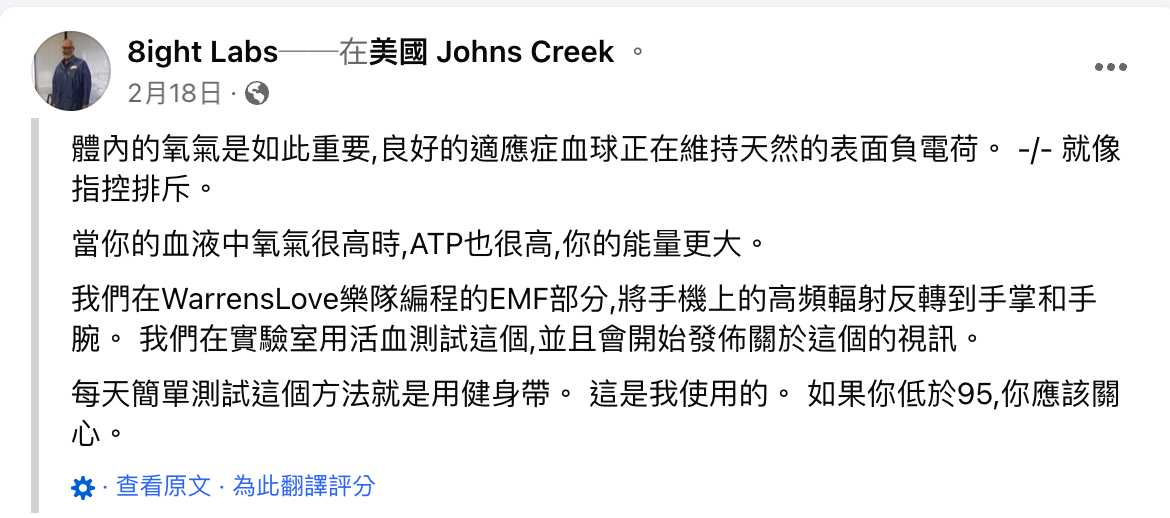 8ight Labs——在美國 Johns Creek 。
2月18日 ·
體內的氧氣是如此重要,良好的適應症血球正在維持天然的表面負電荷。 -/- 就像
指控排斥。
當你的血液中氧氣很高時,ATP也很高,你的能量更大。
我們在WarrensLove樂隊編程的EMF部分,將手機上的高頻輻射反轉到手掌和手
腕。 我們在實驗室用活血測試這個,並且會開始發佈關於這個的視訊。
每天簡單測試這個方法就是用健身帶。 這是我使用的。 如果你低於95,你應該關
心。
· 查看原文 · 為此翻譯評分